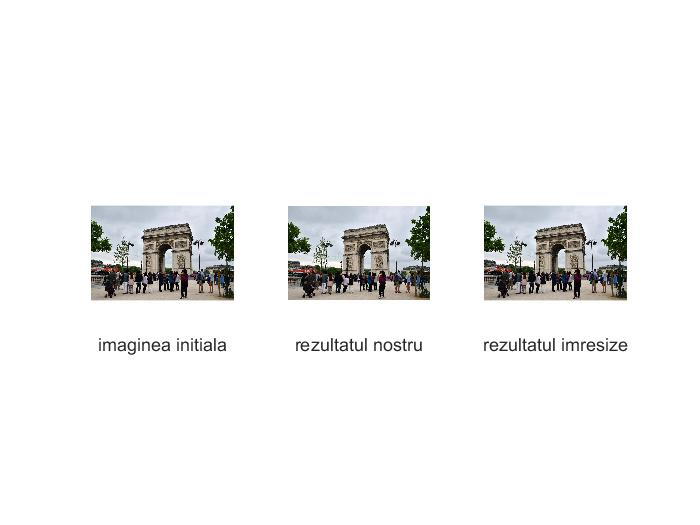 imaginea initiala
rezultatul nostru
rezultatul imresize